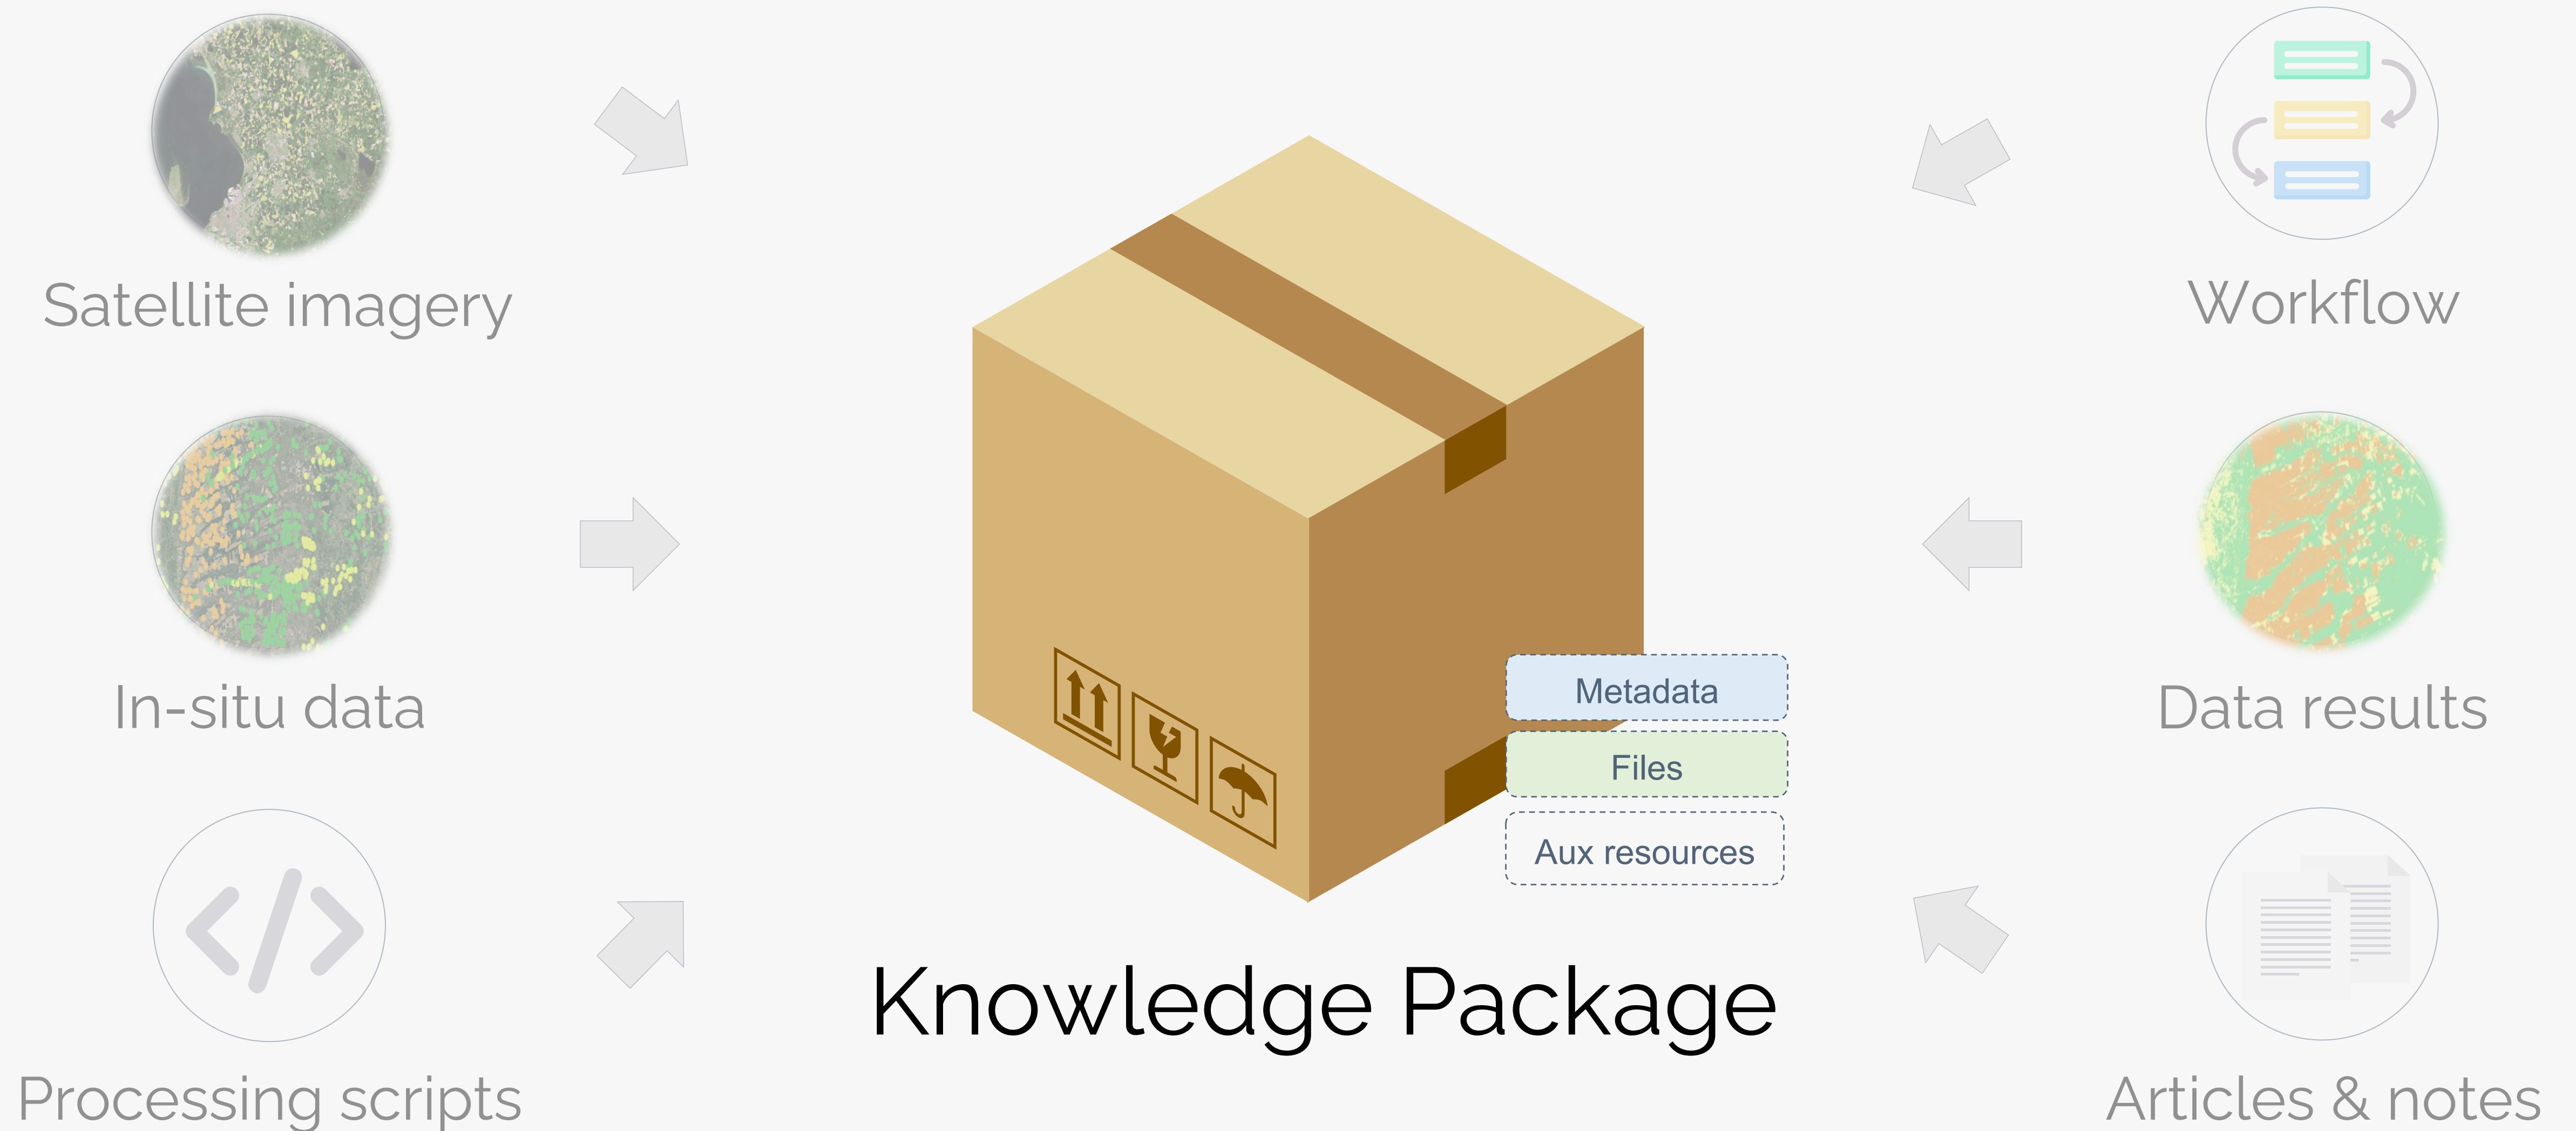 Satellite imagery
Workflow
In-situ data
Data results
Metadata
Files
Aux resources
Knowledge Package
Processing scripts
Articles & notes